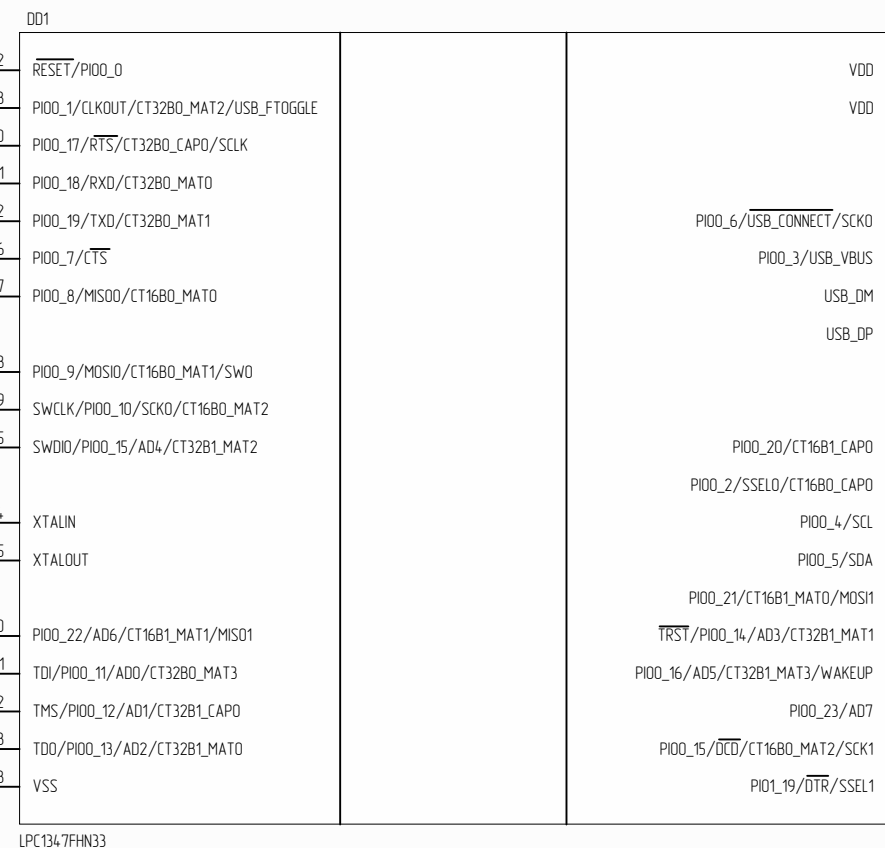 DD1
RESET/PIO0_0
PIO0_1/CLKOUT/CT32B0_MAT2/USB_FTOGGLE
PIO0_17/RTS/CT32B0_CAP0/SCLK
PIO0_18/RXD/CT32B0_MAT0
PIO0_19/TXD/CT32B0_MAT1
PIO0_7/CTS
PIO0_8/MISO0/CT16B0_MAT0
PIO0_9/MOSI0/CT16B0_MAT1/SWO
SWCLK/PIO0_10/SCK0/CT16B0_MAT2
SWDIO/PIO0_15/AD4/CT32B1_MAT2
XTALIN
XTALOUT
PIO0_22/AD6/CT16B1_MAT1/MISO1
TDI/PIO0_11/AD0/CT32B0_MAT3
TMS/PIO0_12/AD1/CT32B1_CAP0
TDO/PIO0_13/AD2/CT32B1_MAT0
VSS
VDD
VDD
PIO0_6/USB_CONNECT/SCK0
PIO0_3/USB_VBUS
USB_DM
USB_DP
PIO0_20/CT16B1_CAP0
PIO0_2/SSEL0/CT16B0_CAP0
PIO0_4/SCL
PIO0_5/SDA
PIO0_21/CT16B1_MAT0/MOSI1
TRST/PIO0_14/AD3/CT32B1_MAT1
PIO0_16/AD5/CT32B1_MAT3/WAKEUP
PIO0_23/AD7
PIO0_15/DCD/CT16B0_MAT2/SCK1
PIO1_19/DTR/SSEL1
LPC1347FHN33